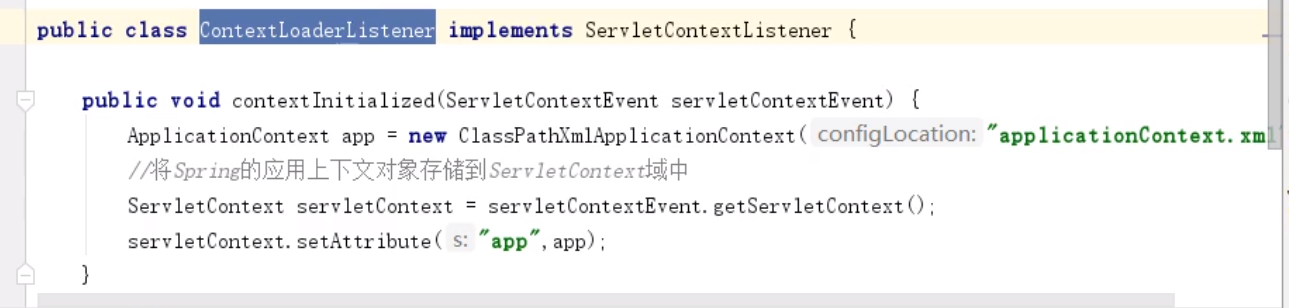 public class ContextLoaderListener implements ServletContextListener {
public void contextInitialized(ServletContextEvent servletContextEvent) {
ApplicationContext app = new ClassPathXmlApplicationContext( configLocation: "applicationContext.xml
//将Spring的应用上下文对象存储到ServletContext域中
ServletContext servletContext = servletContextEvent.getServletContext();
servletContext.setAttribute( s: "app",app);
}